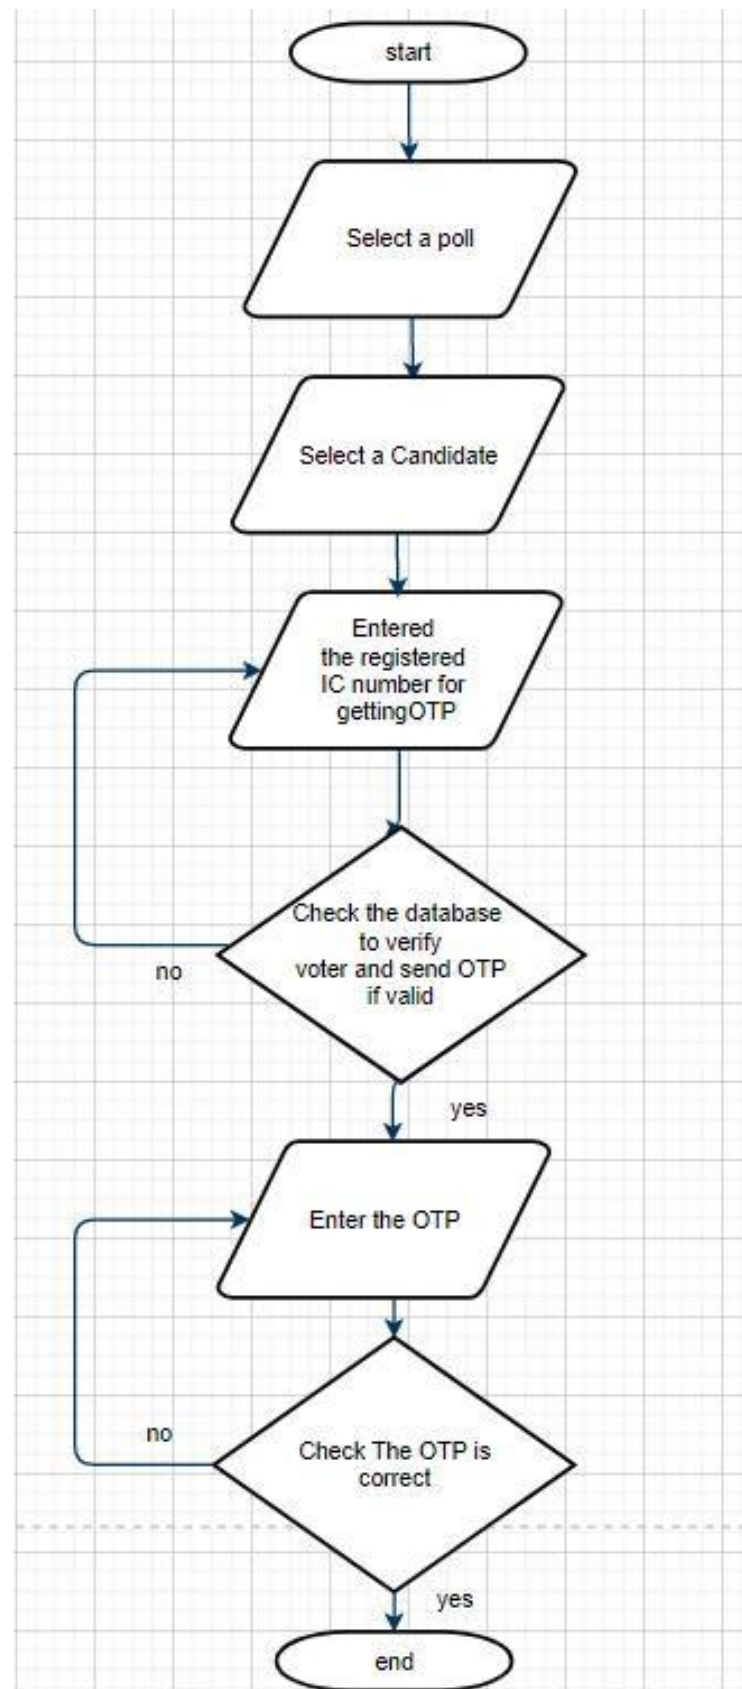 start
Select a poll
Select a Candidate
Entered
the registered
IC number for
gettingOTP
Check the database
to verify
voter and send OTP
if valid
no
yes
Enter the OTP
no
Check The OTP is
correct
yes
end